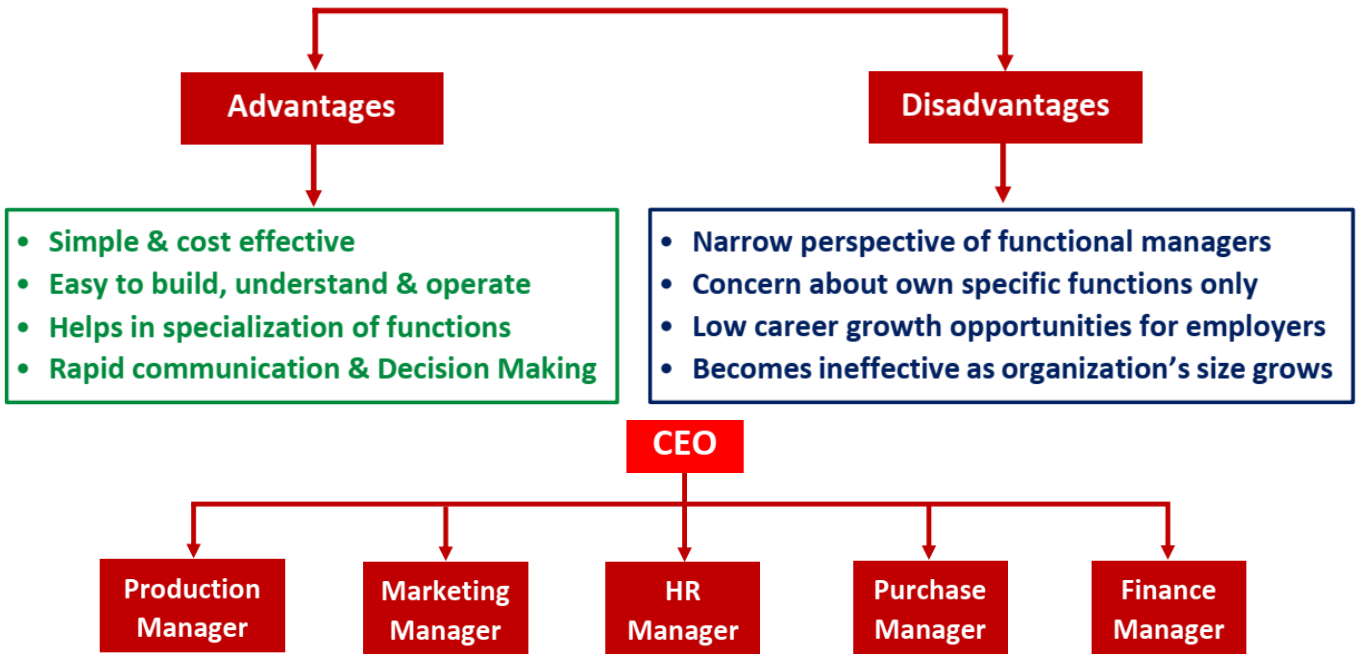 Advantages
Disadvantages
• Simple & cost effective
• Easy to build, understand & operate
• Helps in specialization of functions
• Rapid communication & Decision Making
• Narrow perspective of functional managers
• Concern about own specific functions only
• Low career growth opportunities for employers
• Becomes ineffective as organization’s size grows
CEO
Production
Manager
Marketing
Manager
HR
Manager
Purchase
Manager
Finance
Manager